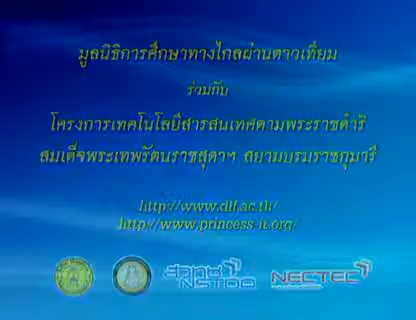 มูลนิธิการศึกษาทางไกลผ่านดาวเทียม
ร่วมกับ
โครงการเทคโนโลยีสารสนเทศตามพระราชดำริ
สมเด็จพระเทพรัตนราชสุดาฯ สยามบรมราชกุมารี
http://www.dlf.ac.th/
http://www.princess-it.org/
สวทช
NSTDA
NECTEC